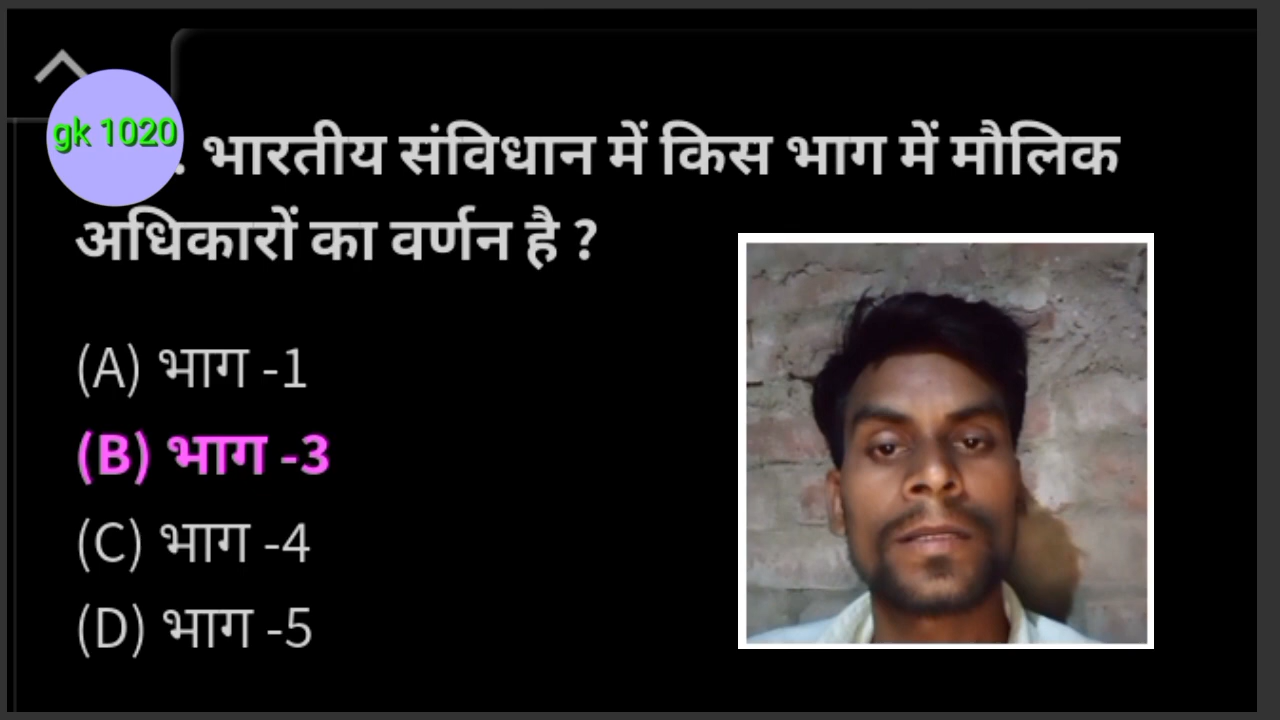 gk 1020
. भारतीय संविधान में किस भाग में मौलिक
अधिकारों का वर्णन है ?
(A) भाग -1
(B) भाग -3
(C) भाग -4
(D) भाग -5